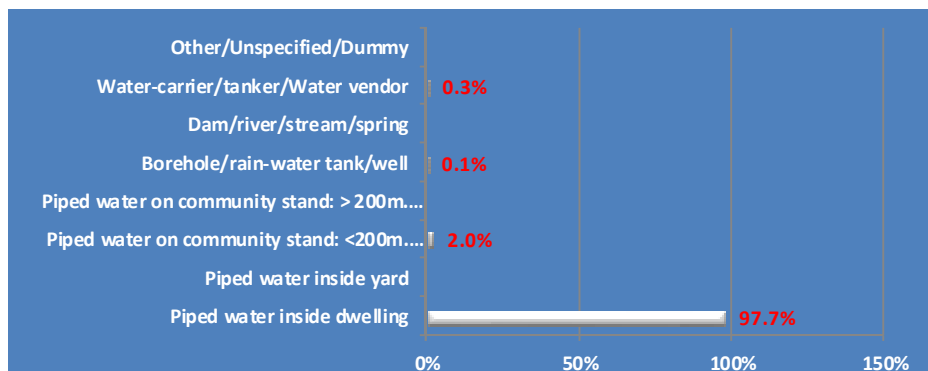 Other/Unspecified/Dummy
Water-carrier/tanker/Water vendor 0.3%
Dam/river/stream/spring
Borehole/rain-water tank/well 0.1%
Piped water on community stand: > 200m....
Piped water on community stand: <200m.... 2.0%
Piped water inside yard
Piped water inside dwelling 97.7%
0% 50% 100% 150%